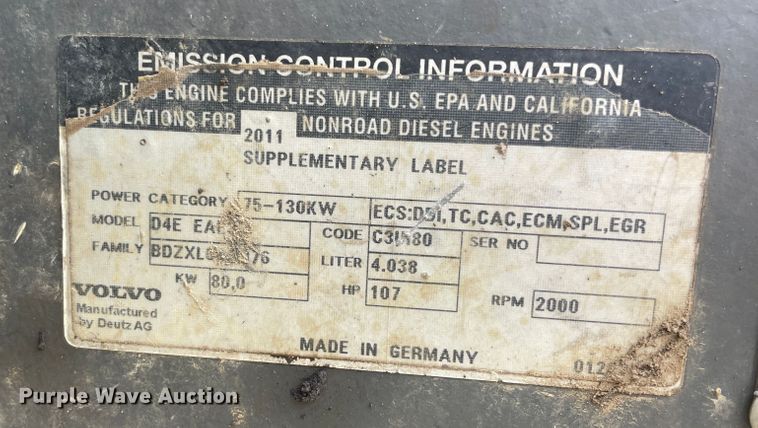 EMISSION CONTROL INFORMATION
THIS ENGINE COMPLIES WITH U.S. EPA AND CALIFORNIA
REGULATIONS FOR 2011 NONROAD DIESEL ENGINES
SUPPLEMENTARY LABEL
POWER CATEGORY 75-130KW ECS:DDI,TC,CAC,ECM,SPL,EGR
MODEL D4E CODE SER NO
FAMILY LITER 4.038
KW 80,0 HP 107 RPM 2000
VOLVO
Manufactured
by Deutz AG
MADE IN GERMANY
Purple Wave Auction